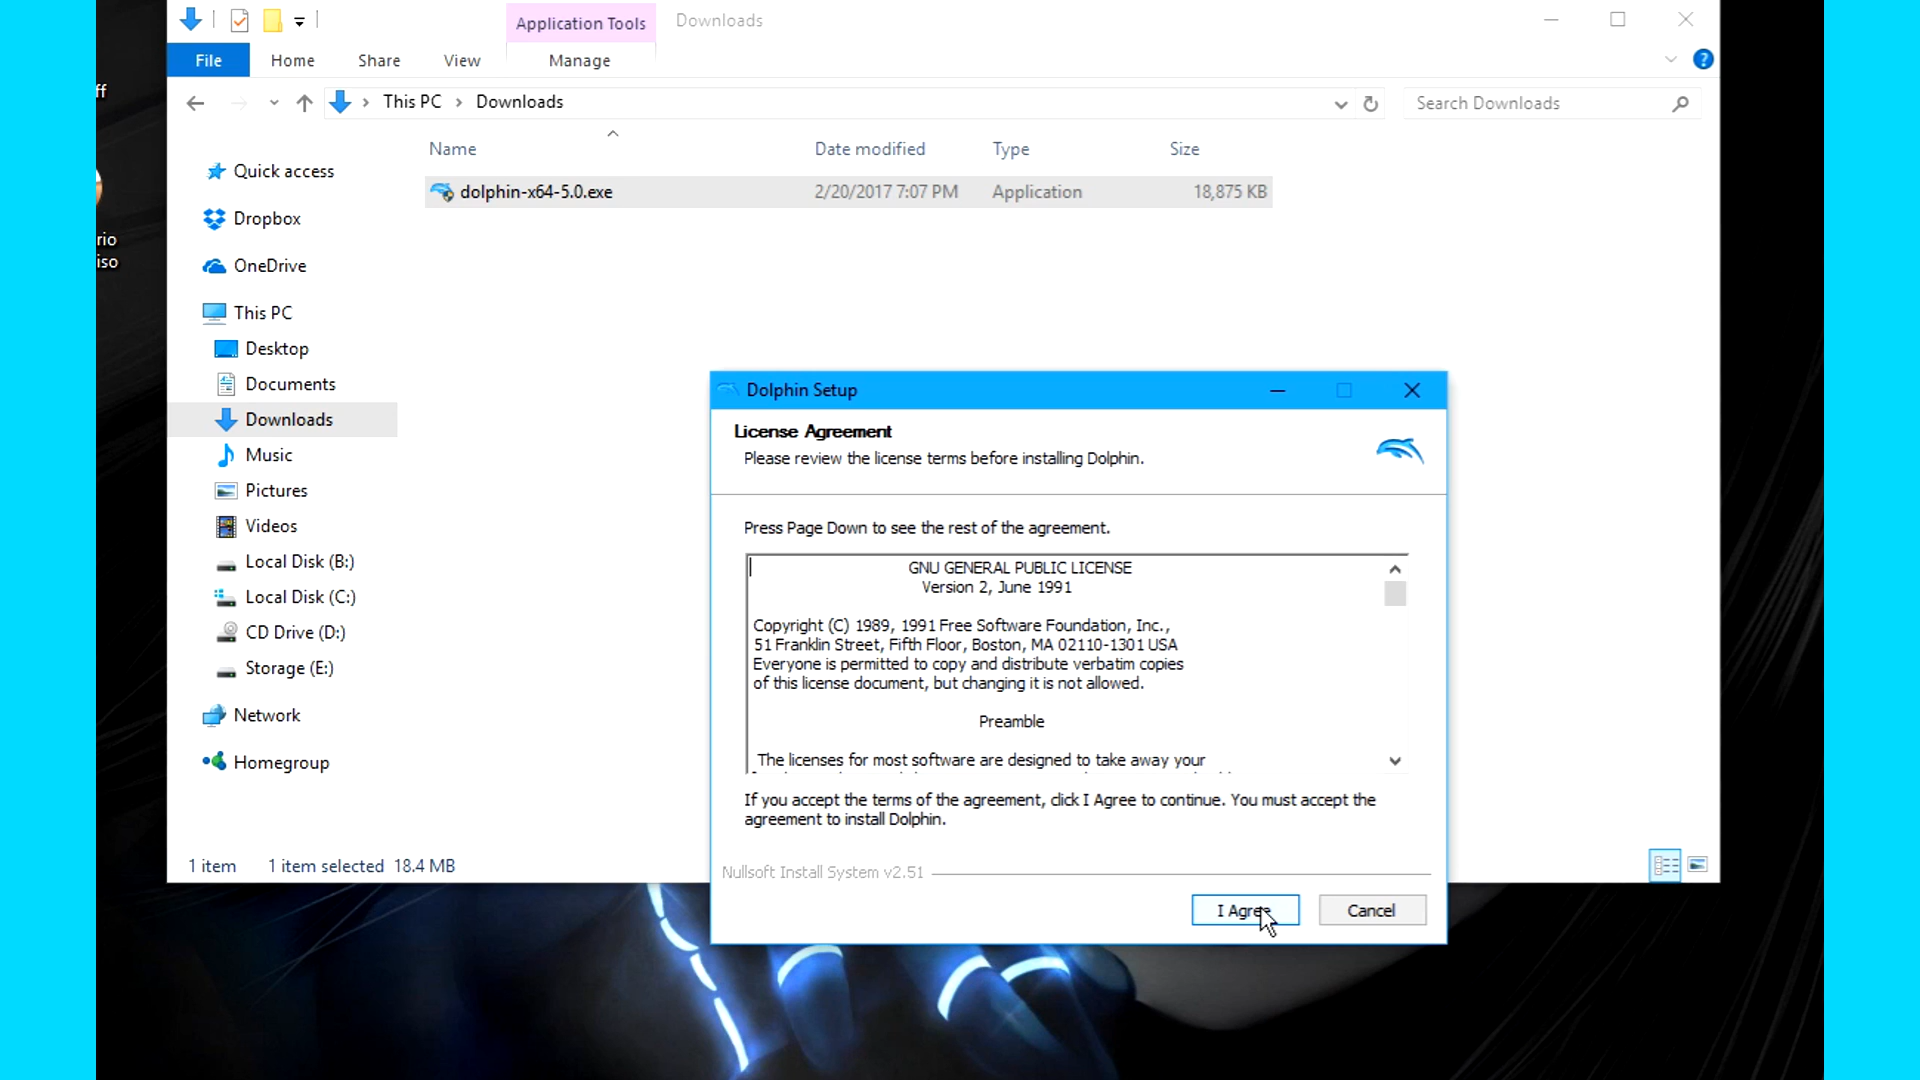 Application Tools
Downloads
File
Home
Share
View
Manage
This PC
Downloads
Search Downloads
Name
Date modified
Type
Size
dolphin-x64-5.0.exe
2/20/2017 7:07 PM
Application
18,875 KB
ff
rio
iso
Quick access
Dropbox
OneDrive
This PC
Desktop
Documents
Downloads
Music
Pictures
Videos
Local Disk (B:)
Local Disk (C:)
CD Drive (D:)
Storage (E:)
Network
Homegroup
1 item
1 item selected
18.4 MB
Dolphin Setup
License Agreement
Please review the license terms before installing Dolphin.
Press Page Down to see the rest of the agreement.
GNU GENERAL PUBLIC LICENSE
Version 2, June 1991
Copyright (C) 1989, 1991 Free Software Foundation, Inc.,
51 Franklin Street, Fifth Floor, Boston, MA 02110-1301 USA
Everyone is permitted to copy and distribute verbatim copies
of this license document, but changing it is not allowed.
Preamble
The licenses for most software are designed to take away your
If you accept the terms of the agreement, click I Agree to continue. You must accept the
agreement to install Dolphin.
Nullsoft Install System v2.51
I Agree
Cancel